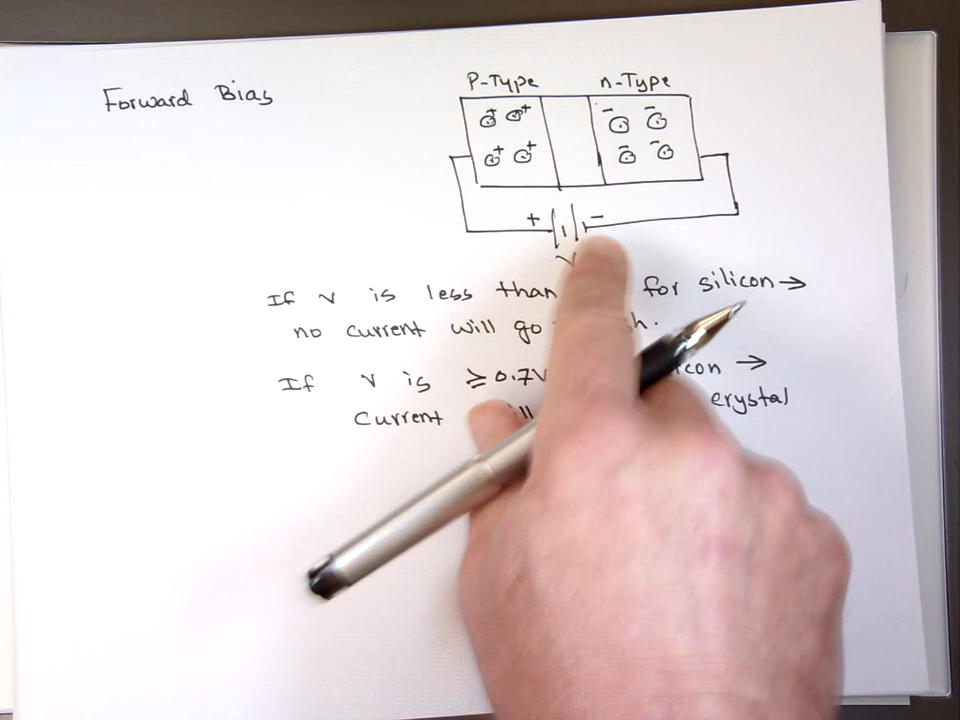 Forward Bias
P-Type n-Type
+ + - -
+ + - -
+ -
V
If V is less than for silicon →
no current will go
If V is ≥ 0.7V →
Current crystal